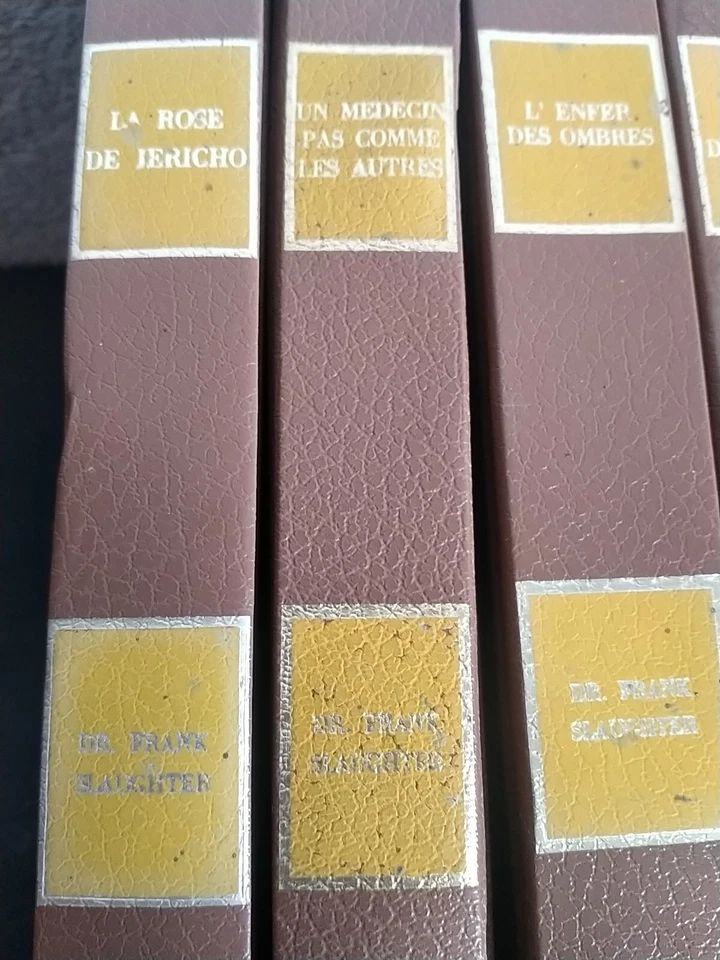 LA ROSE
DE JERICHO
DR. FRANK
SLAUGHTER
UN MEDECIN
PAS COMME
LES AUTRES
DR. FRANK
SLAUGHTER
L' ENFER
DES OMBRES
DR. FRANK
SLAUGHTER
D